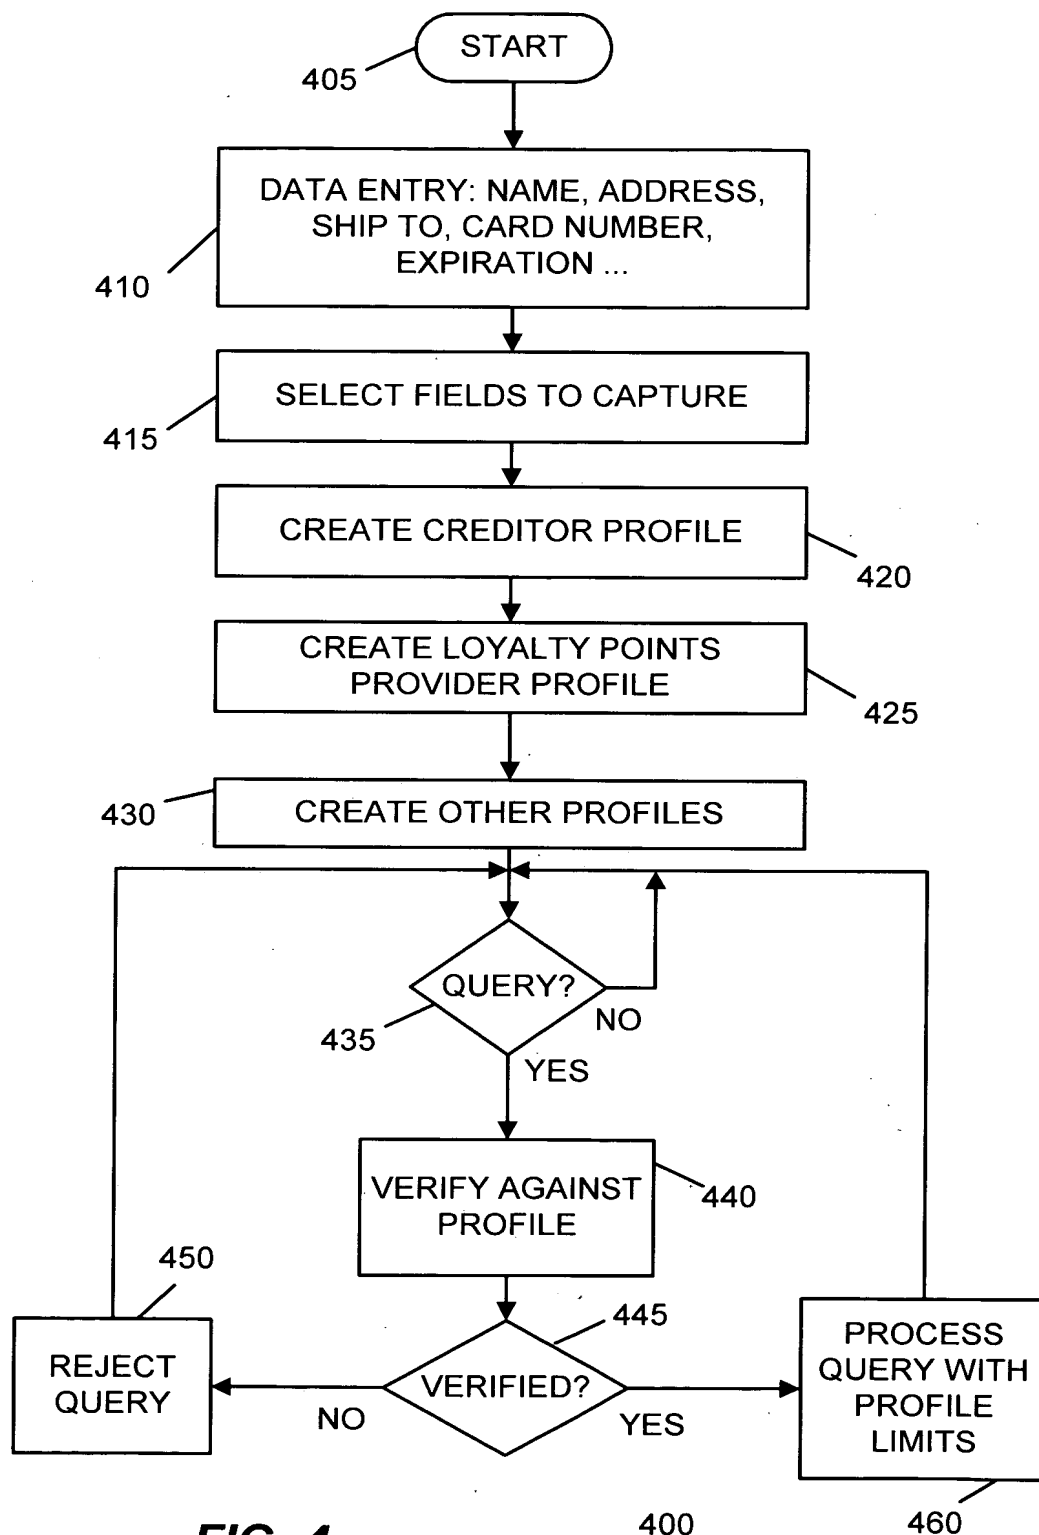 START
405
DATA ENTRY: NAME, ADDRESS,
SHIP TO, CARD NUMBER,
EXPIRATION ...
410
SELECT FIELDS TO CAPTURE
415
CREATE CREDITOR PROFILE
420
CREATE LOYALTY POINTS
PROVIDER PROFILE
425
430
CREATE OTHER PROFILES
QUERY?
435
NO
YES
VERIFY AGAINST
PROFILE
440
450
445
REJECT
QUERY
VERIFIED?
NO
YES
PROCESS
QUERY WITH
PROFILE
LIMITS
FIG. 4
400
460